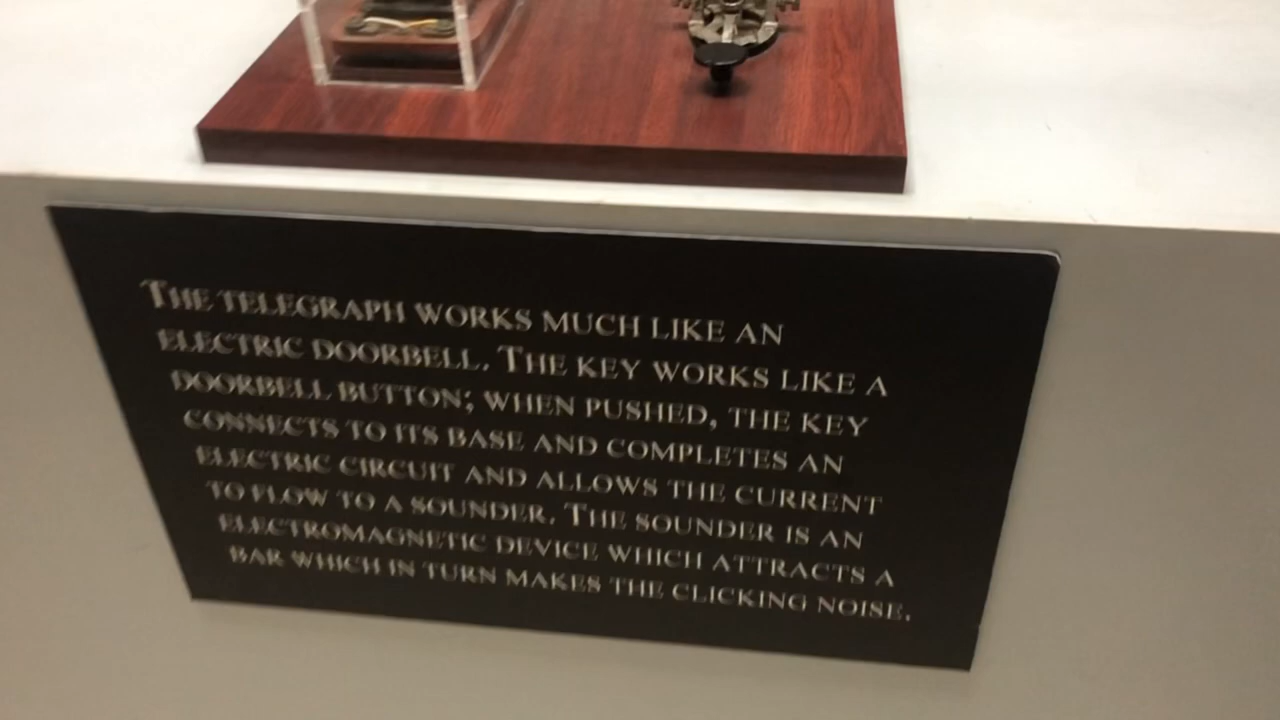 THE TELEGRAPH WORKS MUCH LIKE AN
ELECTRIC DOORBELL. THE KEY WORKS LIKE A
DOORBELL BUTTON; WHEN PUSHED, THE KEY
CONNECTS TO ITS BASE AND COMPLETES AN
ELECTRIC CIRCUIT AND ALLOWS THE CURRENT
TO FLOW TO A SOUNDER. THE SOUNDER IS AN
ELECTROMAGNETIC DEVICE WHICH ATTRACTS A
BAR WHICH IN TURN MAKES THE CLICKING NOISE.